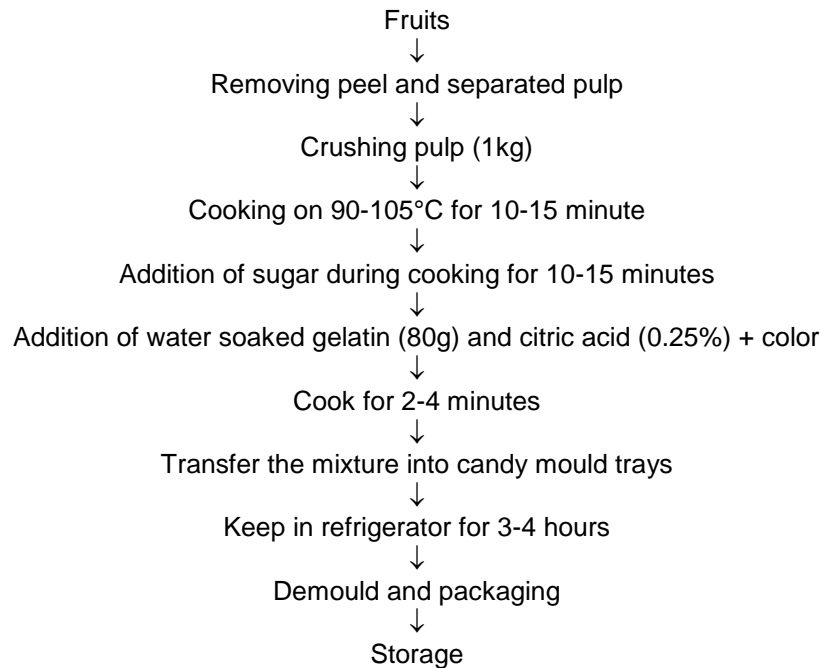 Fruits
↓
Removing peel and separated pulp
↓
Crushing pulp (1kg)
↓
Cooking on 90-105°C for 10-15 minute
↓
Addition of sugar during cooking for 10-15 minutes
↓
Addition of water soaked gelatin (80g) and citric acid (0.25%) + color
↓
Cook for 2-4 minutes
↓
Transfer the mixture into candy mould trays
↓
Keep in refrigerator for 3-4 hours
↓
Demould and packaging
↓
Storage